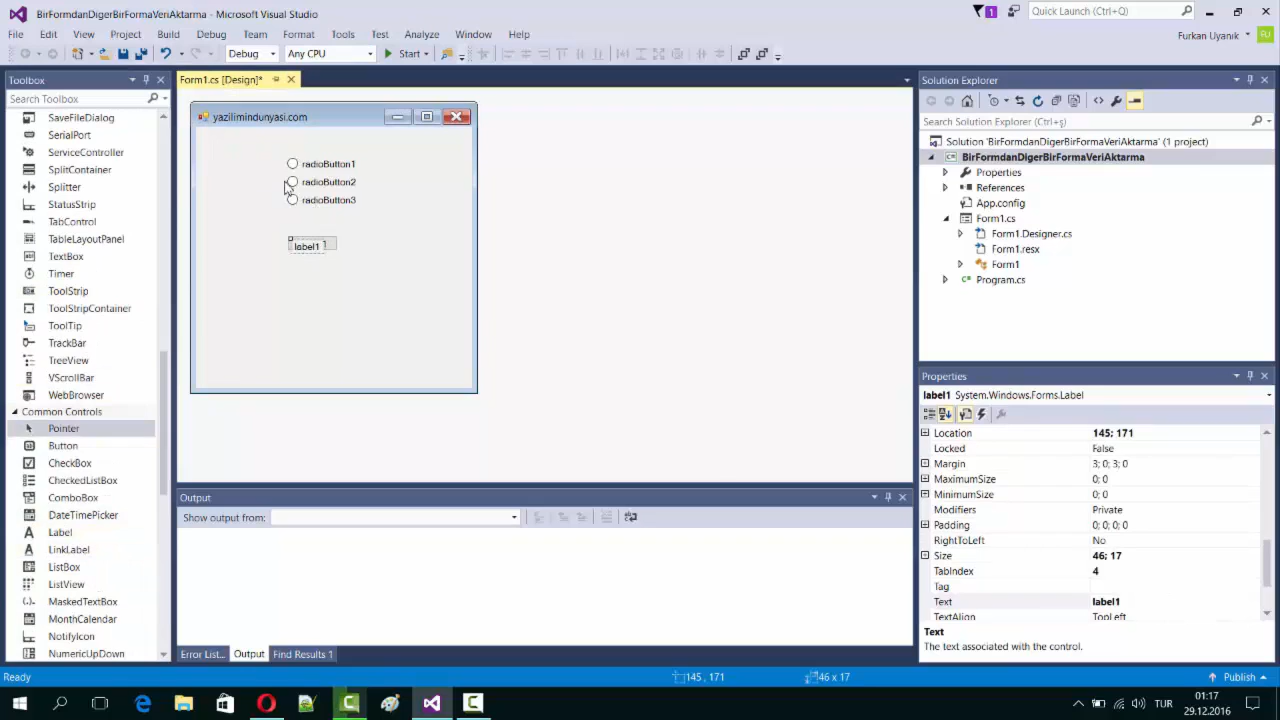 BirFormdanDigerBirFormaVeriAktarma - Microsoft Visual Studio
1
Quick Launch (Ctrl+Q)
File Edit View Project Build Debug Team Format Tools Test Analyze Window Help
Furkan Uyanık FU
Debug Any CPU Start
Toolbox
Search Toolbox
SaveFileDialog
SerialPort
ServiceController
SplitContainer
Splitter
StatusStrip
TabControl
TableLayoutPanel
TextBox
Timer
ToolStrip
ToolStripContainer
ToolTip
TrackBar
TreeView
VScrollBar
WebBrowser
Common Controls
Pointer
Button
CheckBox
CheckedListBox
ComboBox
DateTimePicker
Label
LinkLabel
ListBox
ListView
MaskedTextBox
MonthCalendar
NotifyIcon
NumericUpDown
Form1.cs [Design]*
yazilimindunyasi.com
radioButton1
radioButton2
radioButton3
label1
Output
Show output from:
Error List... Output Find Results 1
Solution Explorer
Search Solution Explorer (Ctrl+ş)
Solution 'BirFormdanDigerBirFormaVeriAktarma' (1 project)
BirFormdanDigerBirFormaVeriAktarma
Properties
References
App.config
Form1.cs
Form1.Designer.cs
Form1.resx
Form1
Program.cs
Properties
label1 System.Windows.Forms.Label
Location 145; 171
Locked False
Margin 3; 0; 3; 0
MaximumSize 0; 0
MinimumSize 0; 0
Modifiers Private
Padding 0; 0; 0; 0
RightToLeft No
Size 46; 17
TabIndex 4
Tag
Text label1
TextAlign TopLeft
Text
The text associated with the control.
Ready 145 , 171 46 x 17 Publish
TUR
01:17
29.12.2016